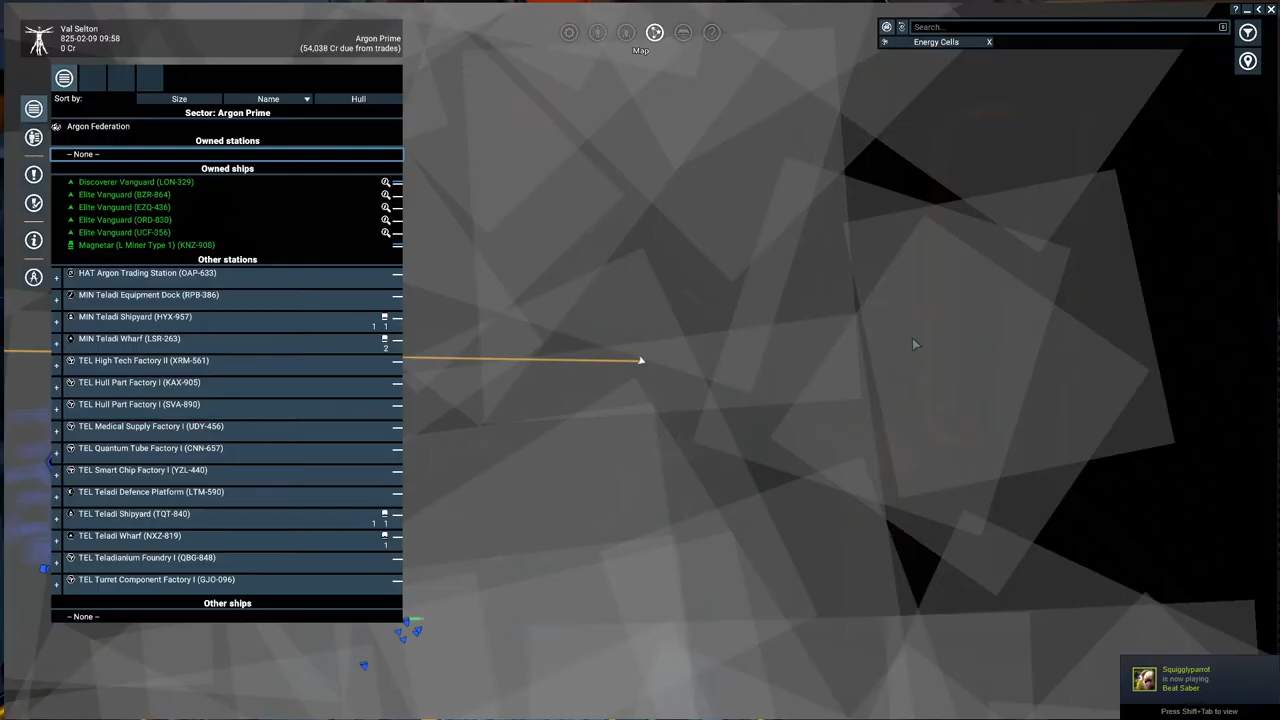 Val Selton
825-02-09 09:58
0 Cr
Argon Prime
(54,038 Cr due from trades)
Map
Search...
Energy Cells X
Sort by: Size Name Hull
Sector: Argon Prime
Argon Federation
Owned stations
-- None --
Owned ships
Discoverer Vanguard (LON-329)
Elite Vanguard (BZR-864)
Elite Vanguard (EZQ-436)
Elite Vanguard (ORD-830)
Elite Vanguard (UCF-356)
Magnetar (L Miner Type 1) (KNZ-908)
Other stations
HAT Argon Trading Station (OAP-633)
MIN Teladi Equipment Dock (RPB-386)
MIN Teladi Shipyard (HYX-957)
1 1
MIN Teladi Wharf (LSR-263)
2
TEL High Tech Factory II (XRM-561)
TEL Hull Part Factory I (KAX-905)
TEL Hull Part Factory I (SVA-890)
TEL Medical Supply Factory I (UDY-456)
TEL Quantum Tube Factory I (CNN-657)
TEL Smart Chip Factory I (YZL-440)
TEL Teladi Defence Platform (LTM-590)
TEL Teladi Shipyard (TQT-840)
1 1
TEL Teladi Wharf (NXZ-819)
1
TEL Teladianium Foundry I (QBG-848)
TEL Turret Component Factory I (GJO-096)
Other ships
-- None --
Squigglyparrot
is now playing
Beat Saber
Press Shift+Tab to view